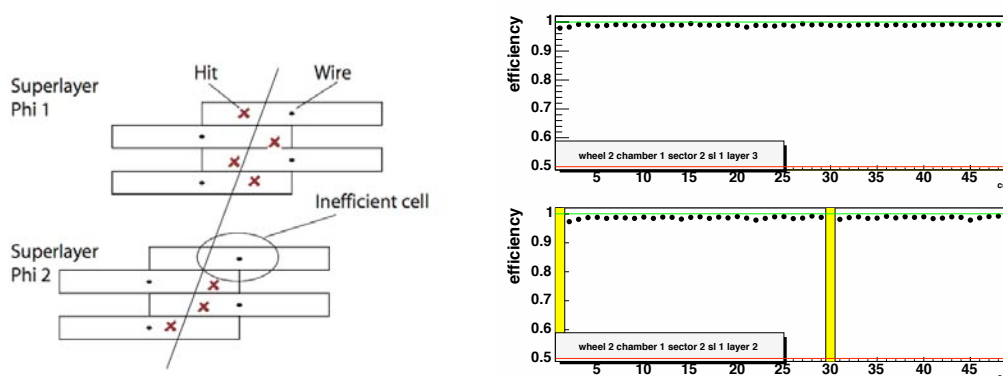 Superlayer
Phi 1
Hit
Wire
Inefficient cell
Superlayer
Phi 2
efficiency
1
0.9
0.8
0.7
0.6
0.5
wheel 2 chamber 1 sector 2 sl 1 layer 3
5 10 15 20 25 30 35 40 45
efficiency
1
0.9
0.8
0.7
0.6
0.5
wheel 2 chamber 1 sector 2 sl 1 layer 2
5 10 15 20 25 30 35 40 45